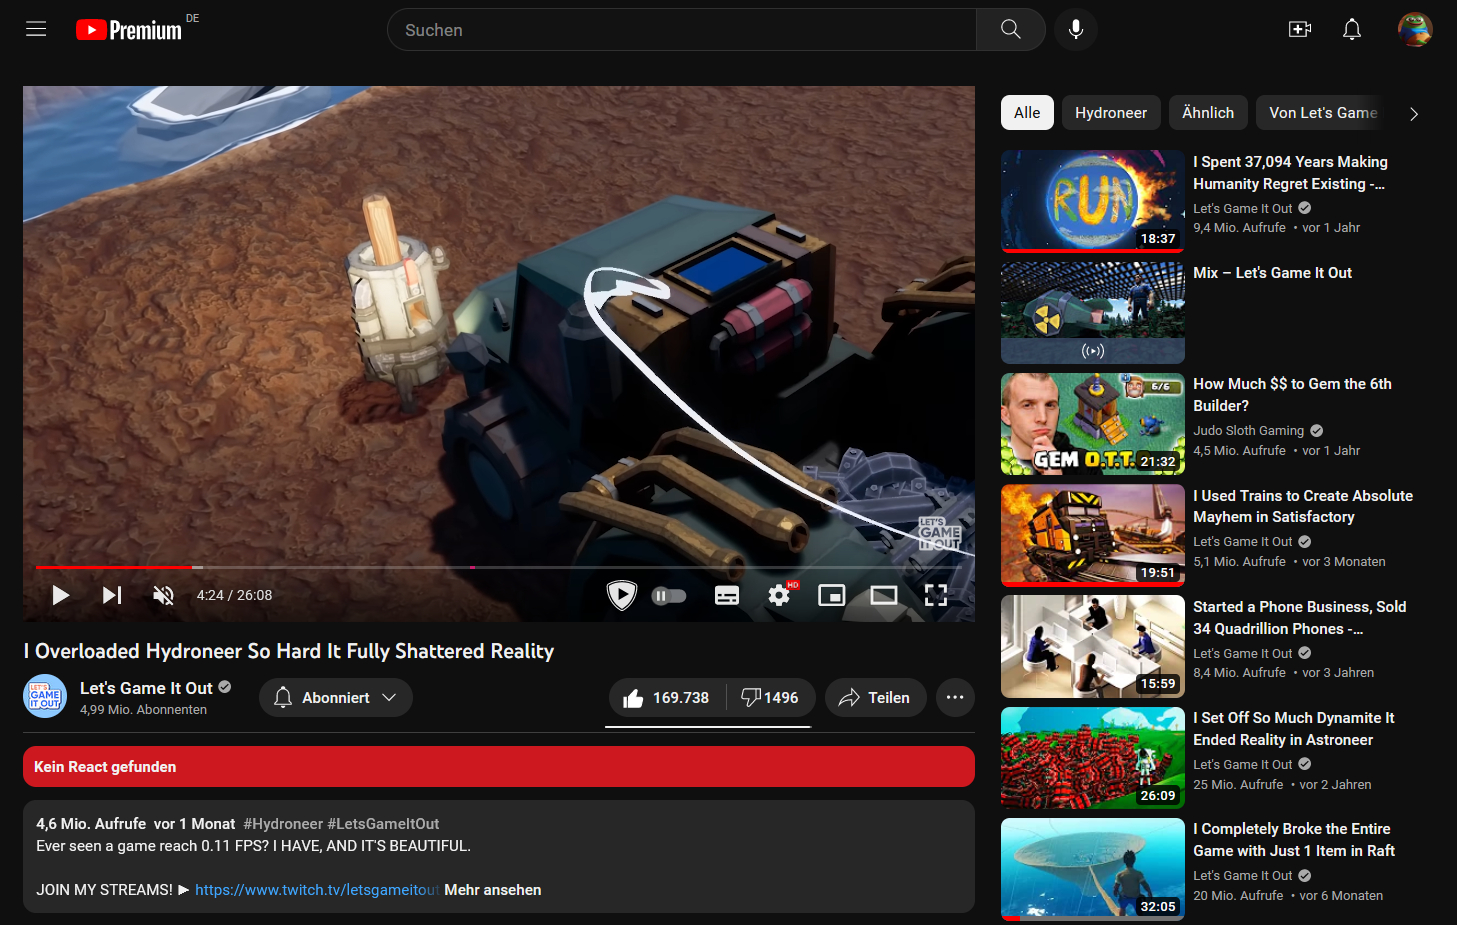 Premium DE
Suchen
LET'S
GAME
IT OUT
4:24 / 26:08
HD
I Overloaded Hydroneer So Hard It Fully Shattered Reality
LET'S
GAME
IT OUT
Let's Game It Out
4,99 Mio. Abonnenten
Abonniert
169.738
1496
Teilen
Kein React gefunden
4,6 Mio. Aufrufe vor 1 Monat #Hydroneer #LetsGameItOut
Ever seen a game reach 0.11 FPS? I HAVE, AND IT'S BEAUTIFUL.
JOIN MY STREAMS! ► https://www.twitch.tv/letsgameitout Mehr ansehen
Alle
Hydroneer
Ähnlich
Von Let's Game
RUN
18:37
I Spent 37,094 Years Making
Humanity Regret Existing -...
Let's Game It Out
9,4 Mio. Aufrufe • vor 1 Jahr
Mix – Let's Game It Out
6/6
GEM O.T.T.
21:32
How Much $$ to Gem the 6th
Builder?
Judo Sloth Gaming
4,5 Mio. Aufrufe • vor 1 Jahr
19:51
I Used Trains to Create Absolute
Mayhem in Satisfactory
Let's Game It Out
5,1 Mio. Aufrufe • vor 3 Monaten
15:59
Started a Phone Business, Sold
34 Quadrillion Phones -...
Let's Game It Out
8,4 Mio. Aufrufe • vor 3 Jahren
26:09
I Set Off So Much Dynamite It
Ended Reality in Astroneer
Let's Game It Out
25 Mio. Aufrufe • vor 2 Jahren
32:05
I Completely Broke the Entire
Game with Just 1 Item in Raft
Let's Game It Out
20 Mio. Aufrufe • vor 6 Monaten